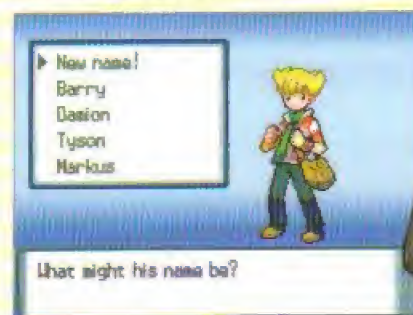 New name!
Barry
Damion
Tyson
Markus
What might his name be?